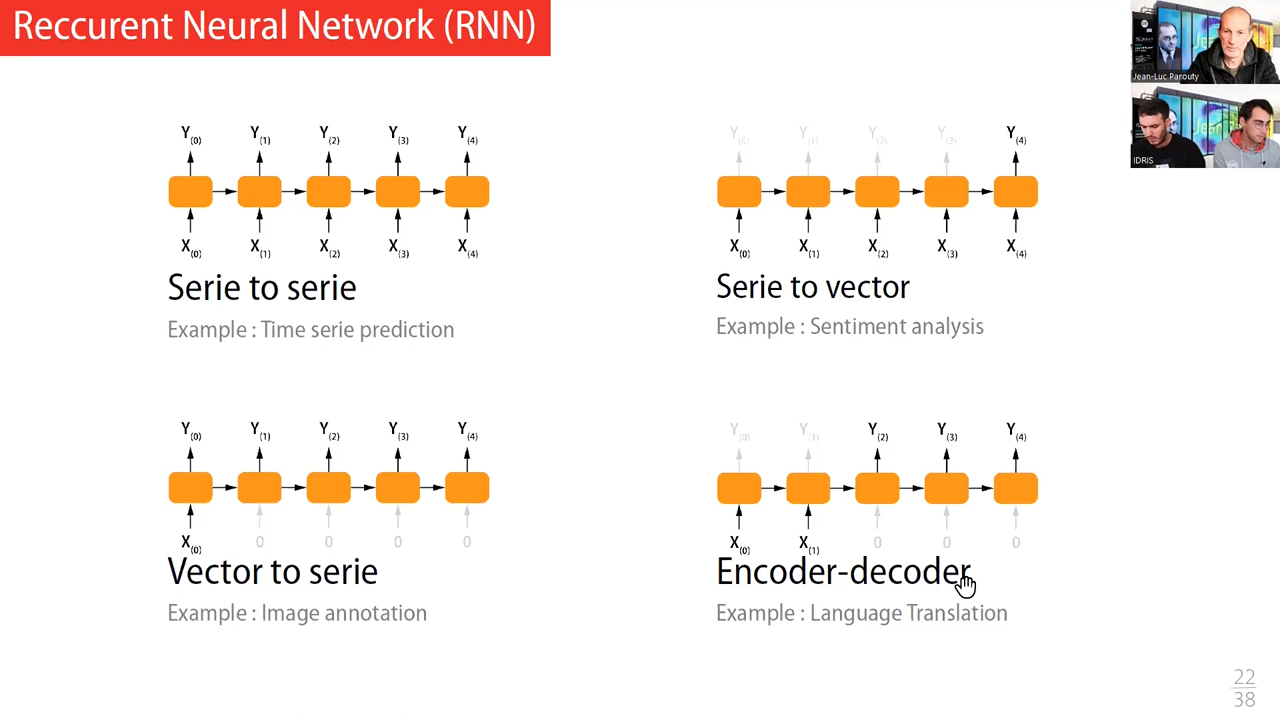 Reccurent Neural Network (RNN)
Jean-Luc Parouty
IDRIS
Y(0) Y(1) Y(2) Y(3) Y(4)
X(0) X(1) X(2) X(3) X(4)
Serie to serie
Example : Time serie prediction
Y(0) Y(1) Y(2) Y(3) Y(4)
X(0) X(1) X(2) X(3) X(4)
Serie to vector
Example : Sentiment analysis
Y(0) Y(1) Y(2) Y(3) Y(4)
X(0) 0 0 0 0
Vector to serie
Example : Image annotation
Y(0) Y(1) Y(2) Y(3) Y(4)
X(0) X(1) 0 0 0
Encoder-decoder
Example : Language Translation
22
38